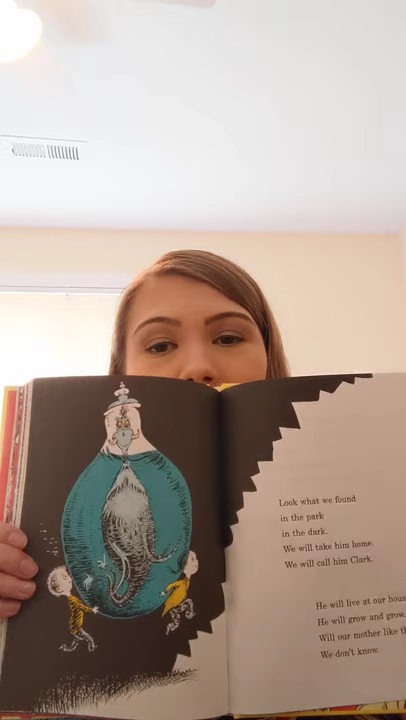 Look what we found
in the park
in the dark.
We will take him home.
We will call him Clark.
He will live at our
He will grow and grow.
Will our mother like
We don't know.